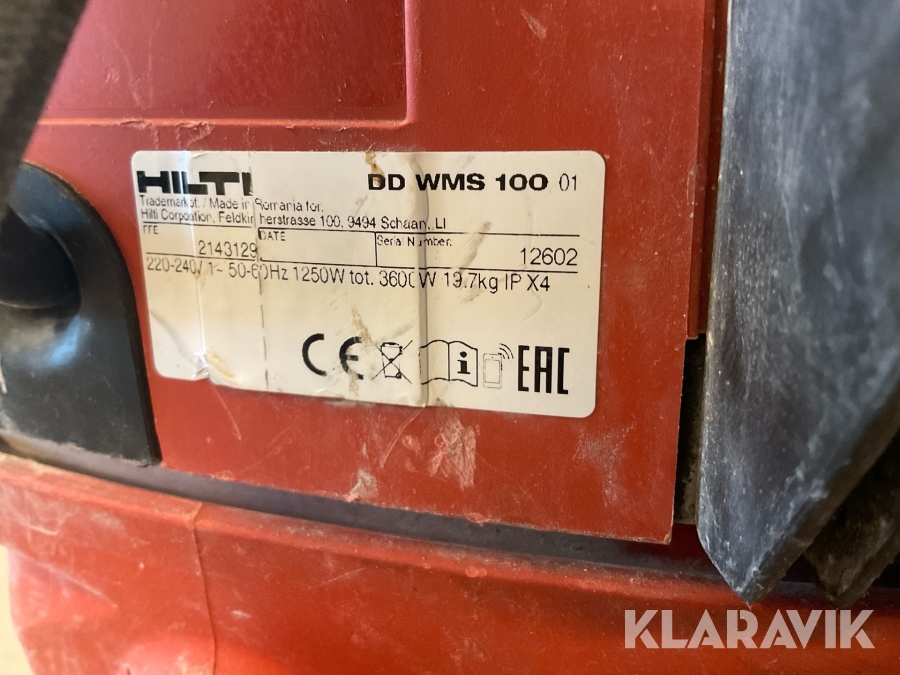 HILTI DD WMS 100 01
Trademark of: / Made in Romania for:
Hilti Corporation, Feldkircherstrasse 100, 9494 Schaan, LI
2143129 DATE Serial Number: 12602
220-240V 1~ 50-60Hz 1250W tot. 3600W 19.7kg IP X4
CE i EAC
KLARAVIK